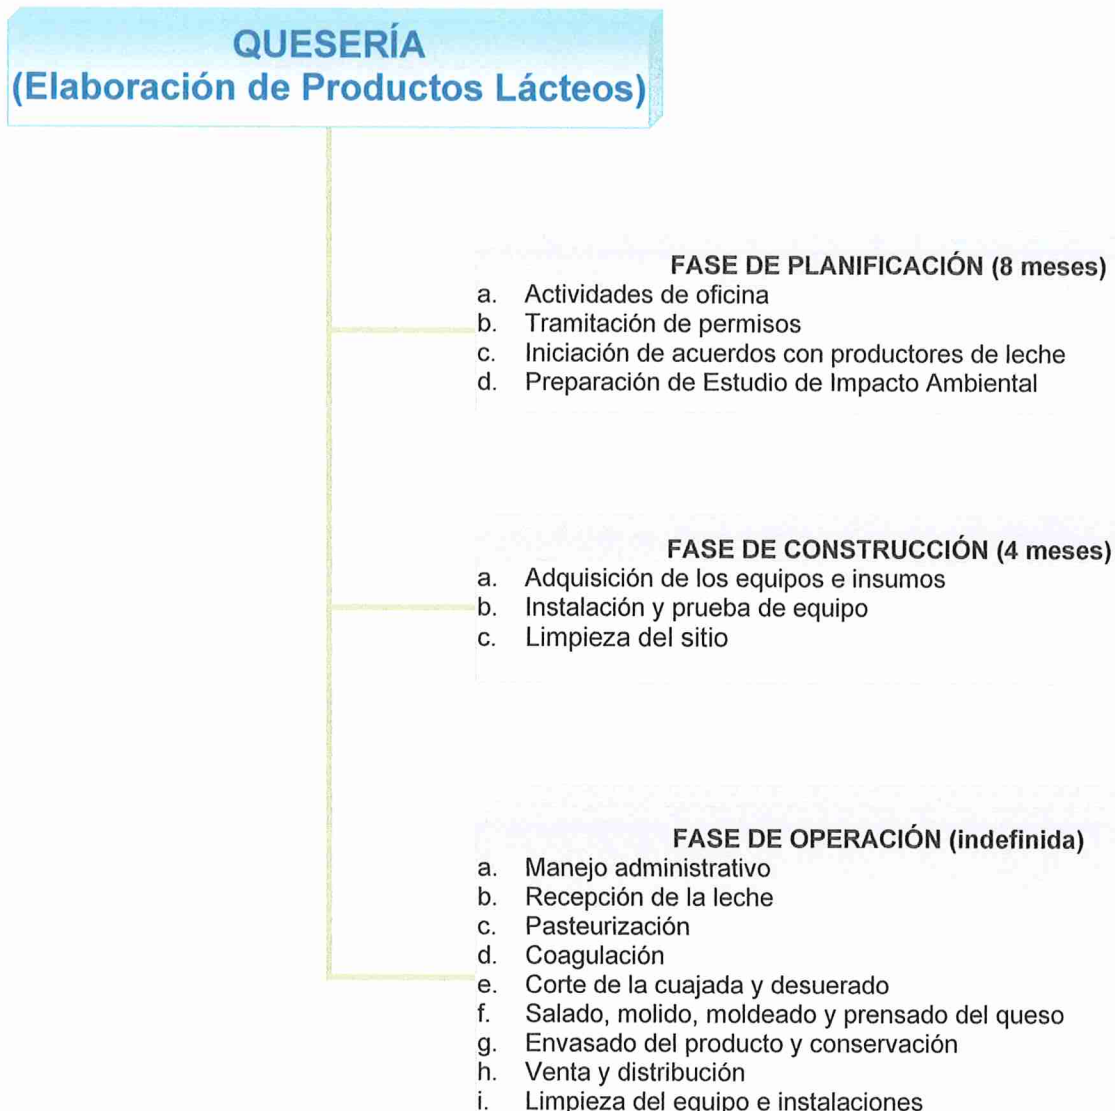 QUESERÍA
(Elaboración de Productos Lácteos)
FASE DE PLANIFICACIÓN (8 meses)
a. Actividades de oficina
b. Tramitación de permisos
c. Iniciación de acuerdos con productores de leche
d. Preparación de Estudio de Impacto Ambiental
FASE DE CONSTRUCCIÓN (4 meses)
a. Adquisición de los equipos e insumos
b. Instalación y prueba de equipo
c. Limpieza del sitio
FASE DE OPERACIÓN (indefinida)
a. Manejo administrativo
b. Recepción de la leche
c. Pasteurización
d. Coagulación
e. Corte de la cuajada y desuerado
f. Salado, molido, moldeado y prensado del queso
g. Envasado del producto y conservación
h. Venta y distribución
i. Limpieza del equipo e instalaciones